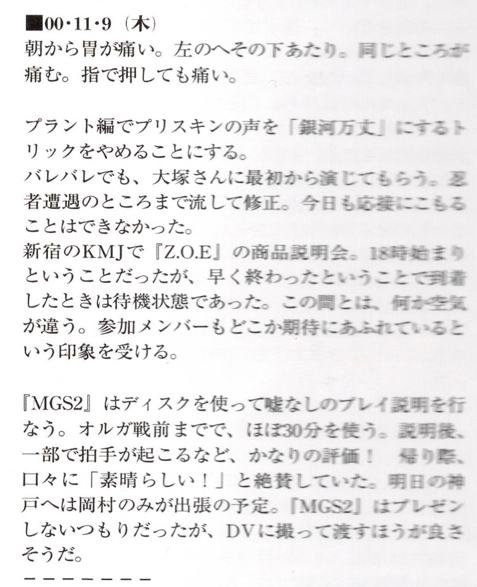 ■00・11・9（木）
朝から胃が痛い。左のへその下あたり。同じところが
痛む。指で押しても痛い。
プラント編でプリスキンの声を「銀河万丈」にするト
リックをやめることにする。
バレバレでも、大塚さんに最初から演じてもらう。忍
者遭遇のところまで流して修正。今日も応接にこもる
ことはできなかった。
新宿のKMJで『Z.O.E』の商品説明会。18時始まり
ということだったが、早く終わったということで到着
したときは待機状態であった。この間とは、何か空気
が違う。参加メンバーもどこか期待にあふれていると
いう印象を受ける。
『MGS2』はディスクを使って嘘なしのプレイ説明を行
なう。オルガ戦前までで、ほぼ30分を使う。説明後、
一部で拍手が起こるなど、かなりの評価！　帰り際、
口々に「素晴らしい！」と絶賛していた。明日の神
戸へは岡村のみが出張の予定。『MGS2』はプレゼン
しないつもりだったが、DVに撮って渡すほうが良さ
そうだ。
－－－－－－－